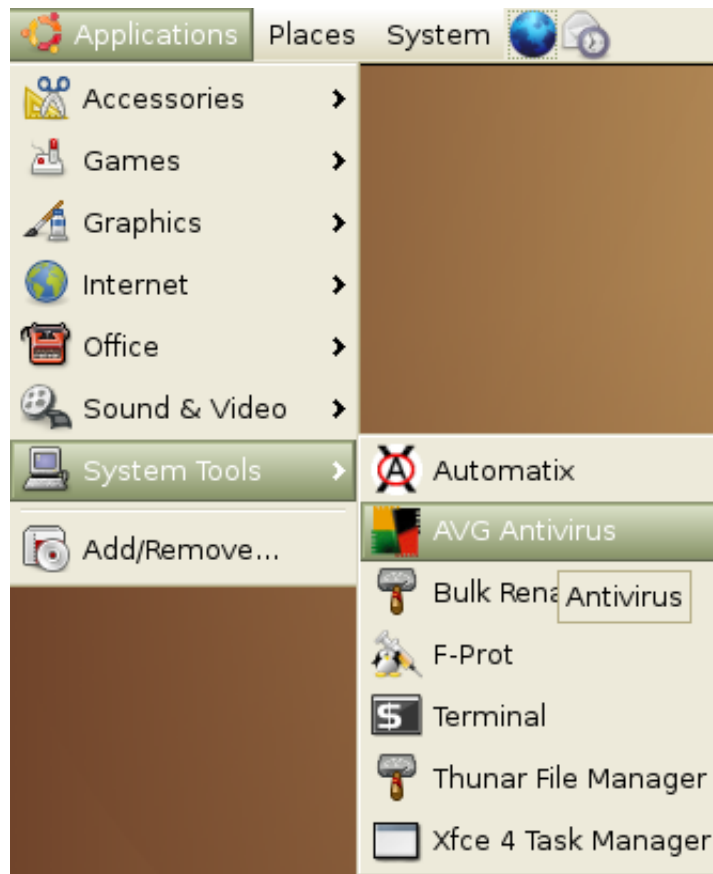 Applications Places System
Accessories
Games
Graphics
Internet
Office
Sound & Video
System Tools
Add/Remove...
Automatix
AVG Antivirus
Bulk
Antivirus
F-Prot
Terminal
Thunar File Manager
Xfce 4 Task Manager